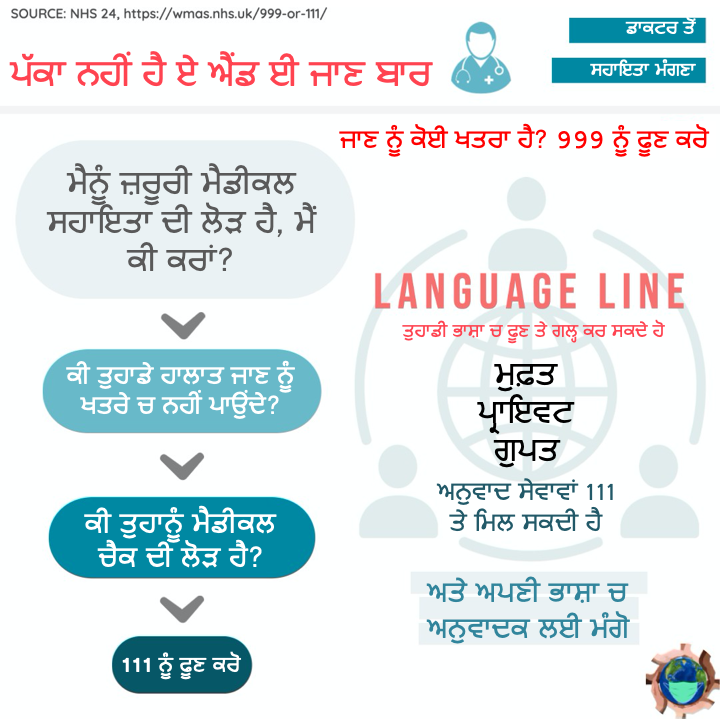 SOURCE: NHS 24, https://wmas.nhs.uk/999-or-111/
ਪੱਕਾ ਨਹੀਂ ਹੈ ਏ ਐਂਡ ਈ ਜਾਣ ਬਾਰ
ਡਾਕਟਰ ਤੋਂ
ਸਹਾਇਤਾ ਮੰਗਣਾ
ਜਾਣ ਨੂੰ ਕੋਈ ਖਤਰਾ ਹੈ? 999 ਨੂੰ ਫੂਣ ਕਰੋ
ਮੈਨੂੰ ਜ਼ਰੂਰੀ ਮੈਡੀਕਲ
ਸਹਾਇਤਾ ਦੀ ਲੋੜ ਹੈ, ਮੈਂ
ਕੀ ਕਰਾਂ?
ਕੀ ਤੁਹਾਡੇ ਹਾਲਾਤ ਜਾਣ ਨੂੰ
ਖਤਰੇ ਚ ਨਹੀਂ ਪਾਉਂਦੇ?
ਕੀ ਤੁਹਾਨੂੰ ਮੈਡੀਕਲ
ਚੈਕ ਦੀ ਲੋੜ ਹੈ?
111 ਨੂੰ ਫੂਣ ਕਰੋ
LANGUAGE LINE
ਤੁਹਾਡੀ ਭਾਸ਼ਾ ਚ ਫੂਣ ਤੇ ਗਲ੍ਹ ਕਰ ਸਕਦੇ ਹੋ
ਮੁਫ਼ਤ
ਪ੍ਰਾਇਵਟ
ਗੁਪਤ
ਅਨੁਵਾਦ ਸੇਵਾਵਾਂ 111
ਤੇ ਮਿਲ ਸਕਦੀ ਹੈ
ਅਤੇ ਅਪਣੀ ਭਾਸ਼ਾ ਚ
ਅਨੁਵਾਦਕ ਲਈ ਮੰਗੋ